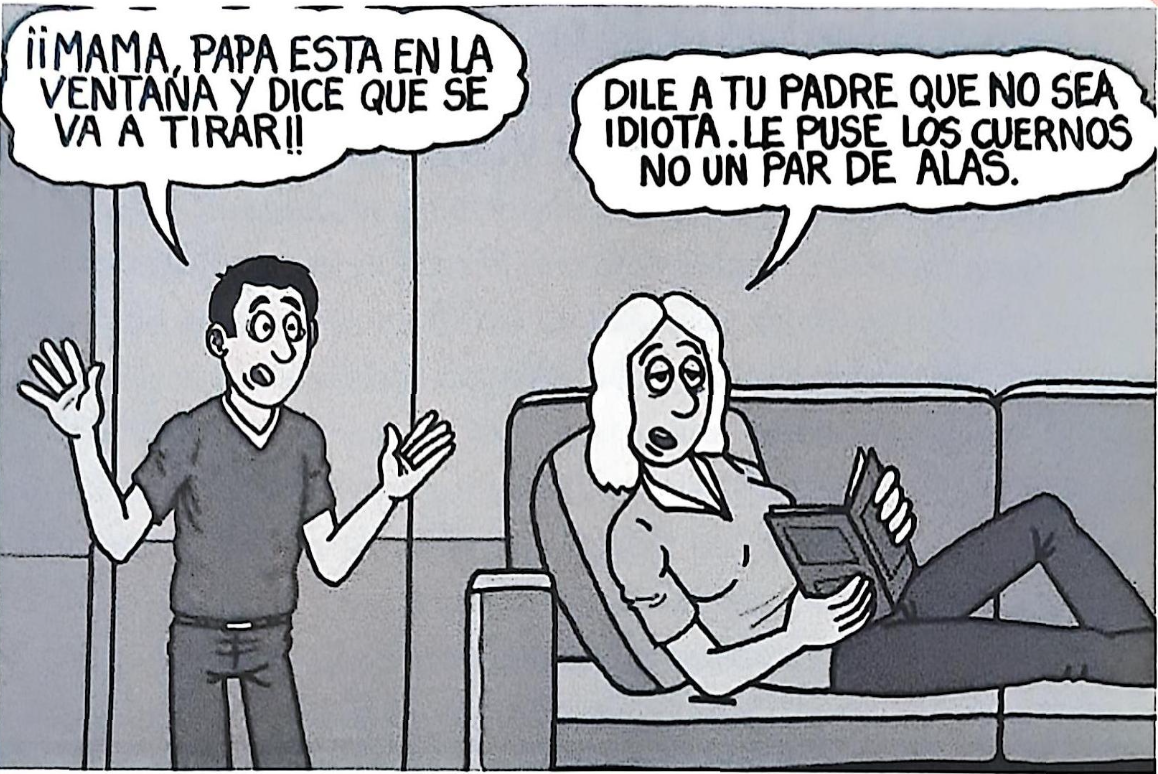 ¡¡MAMA, PAPA ESTA EN LA
VENTANA Y DICE QUE SE
VA A TIRAR!!
DILE A TU PADRE QUE NO SEA
IDIOTA. LE PUSE LOS CUERNOS
NO UN PAR DE ALAS.